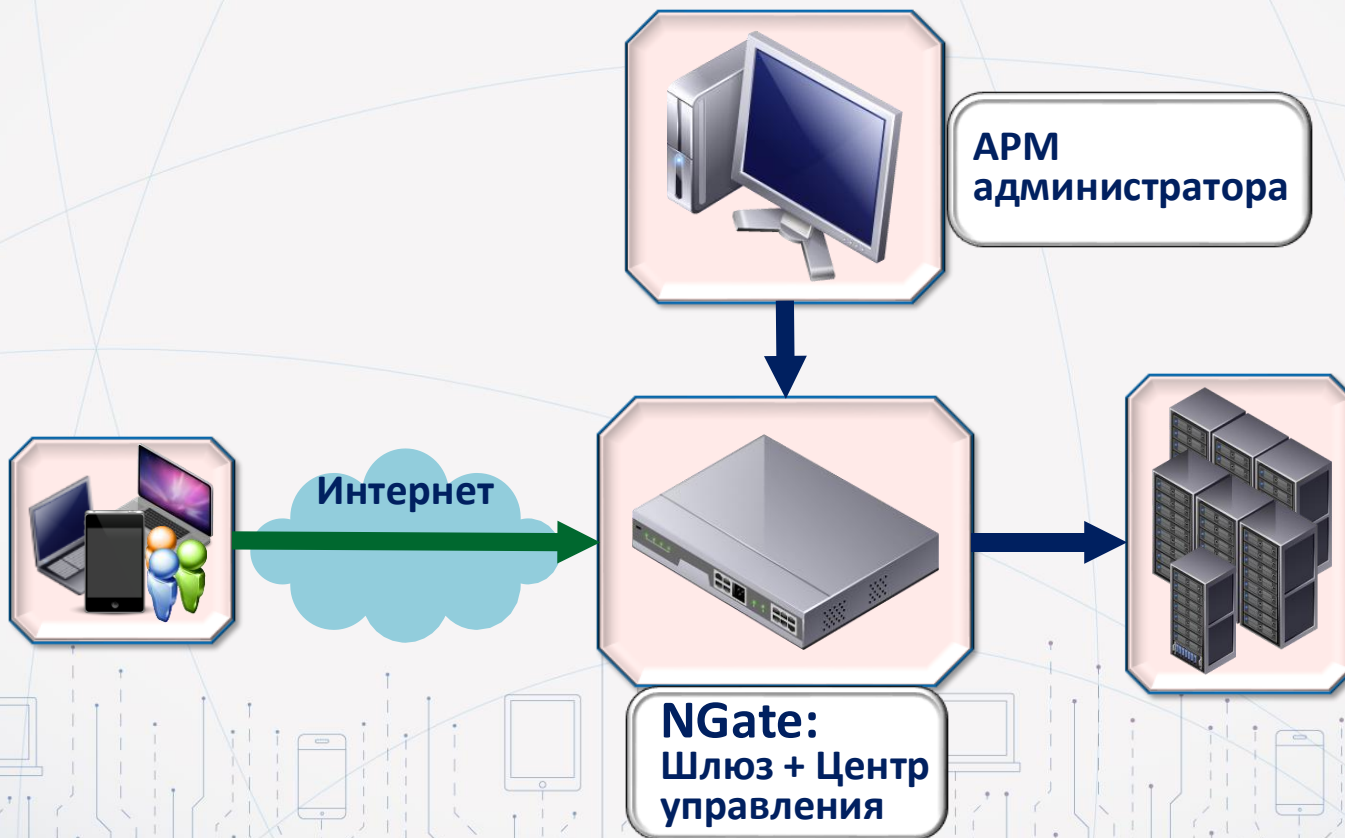 АРМ
администратора
Интернет
NGate:
Шлюз + Центр
управления